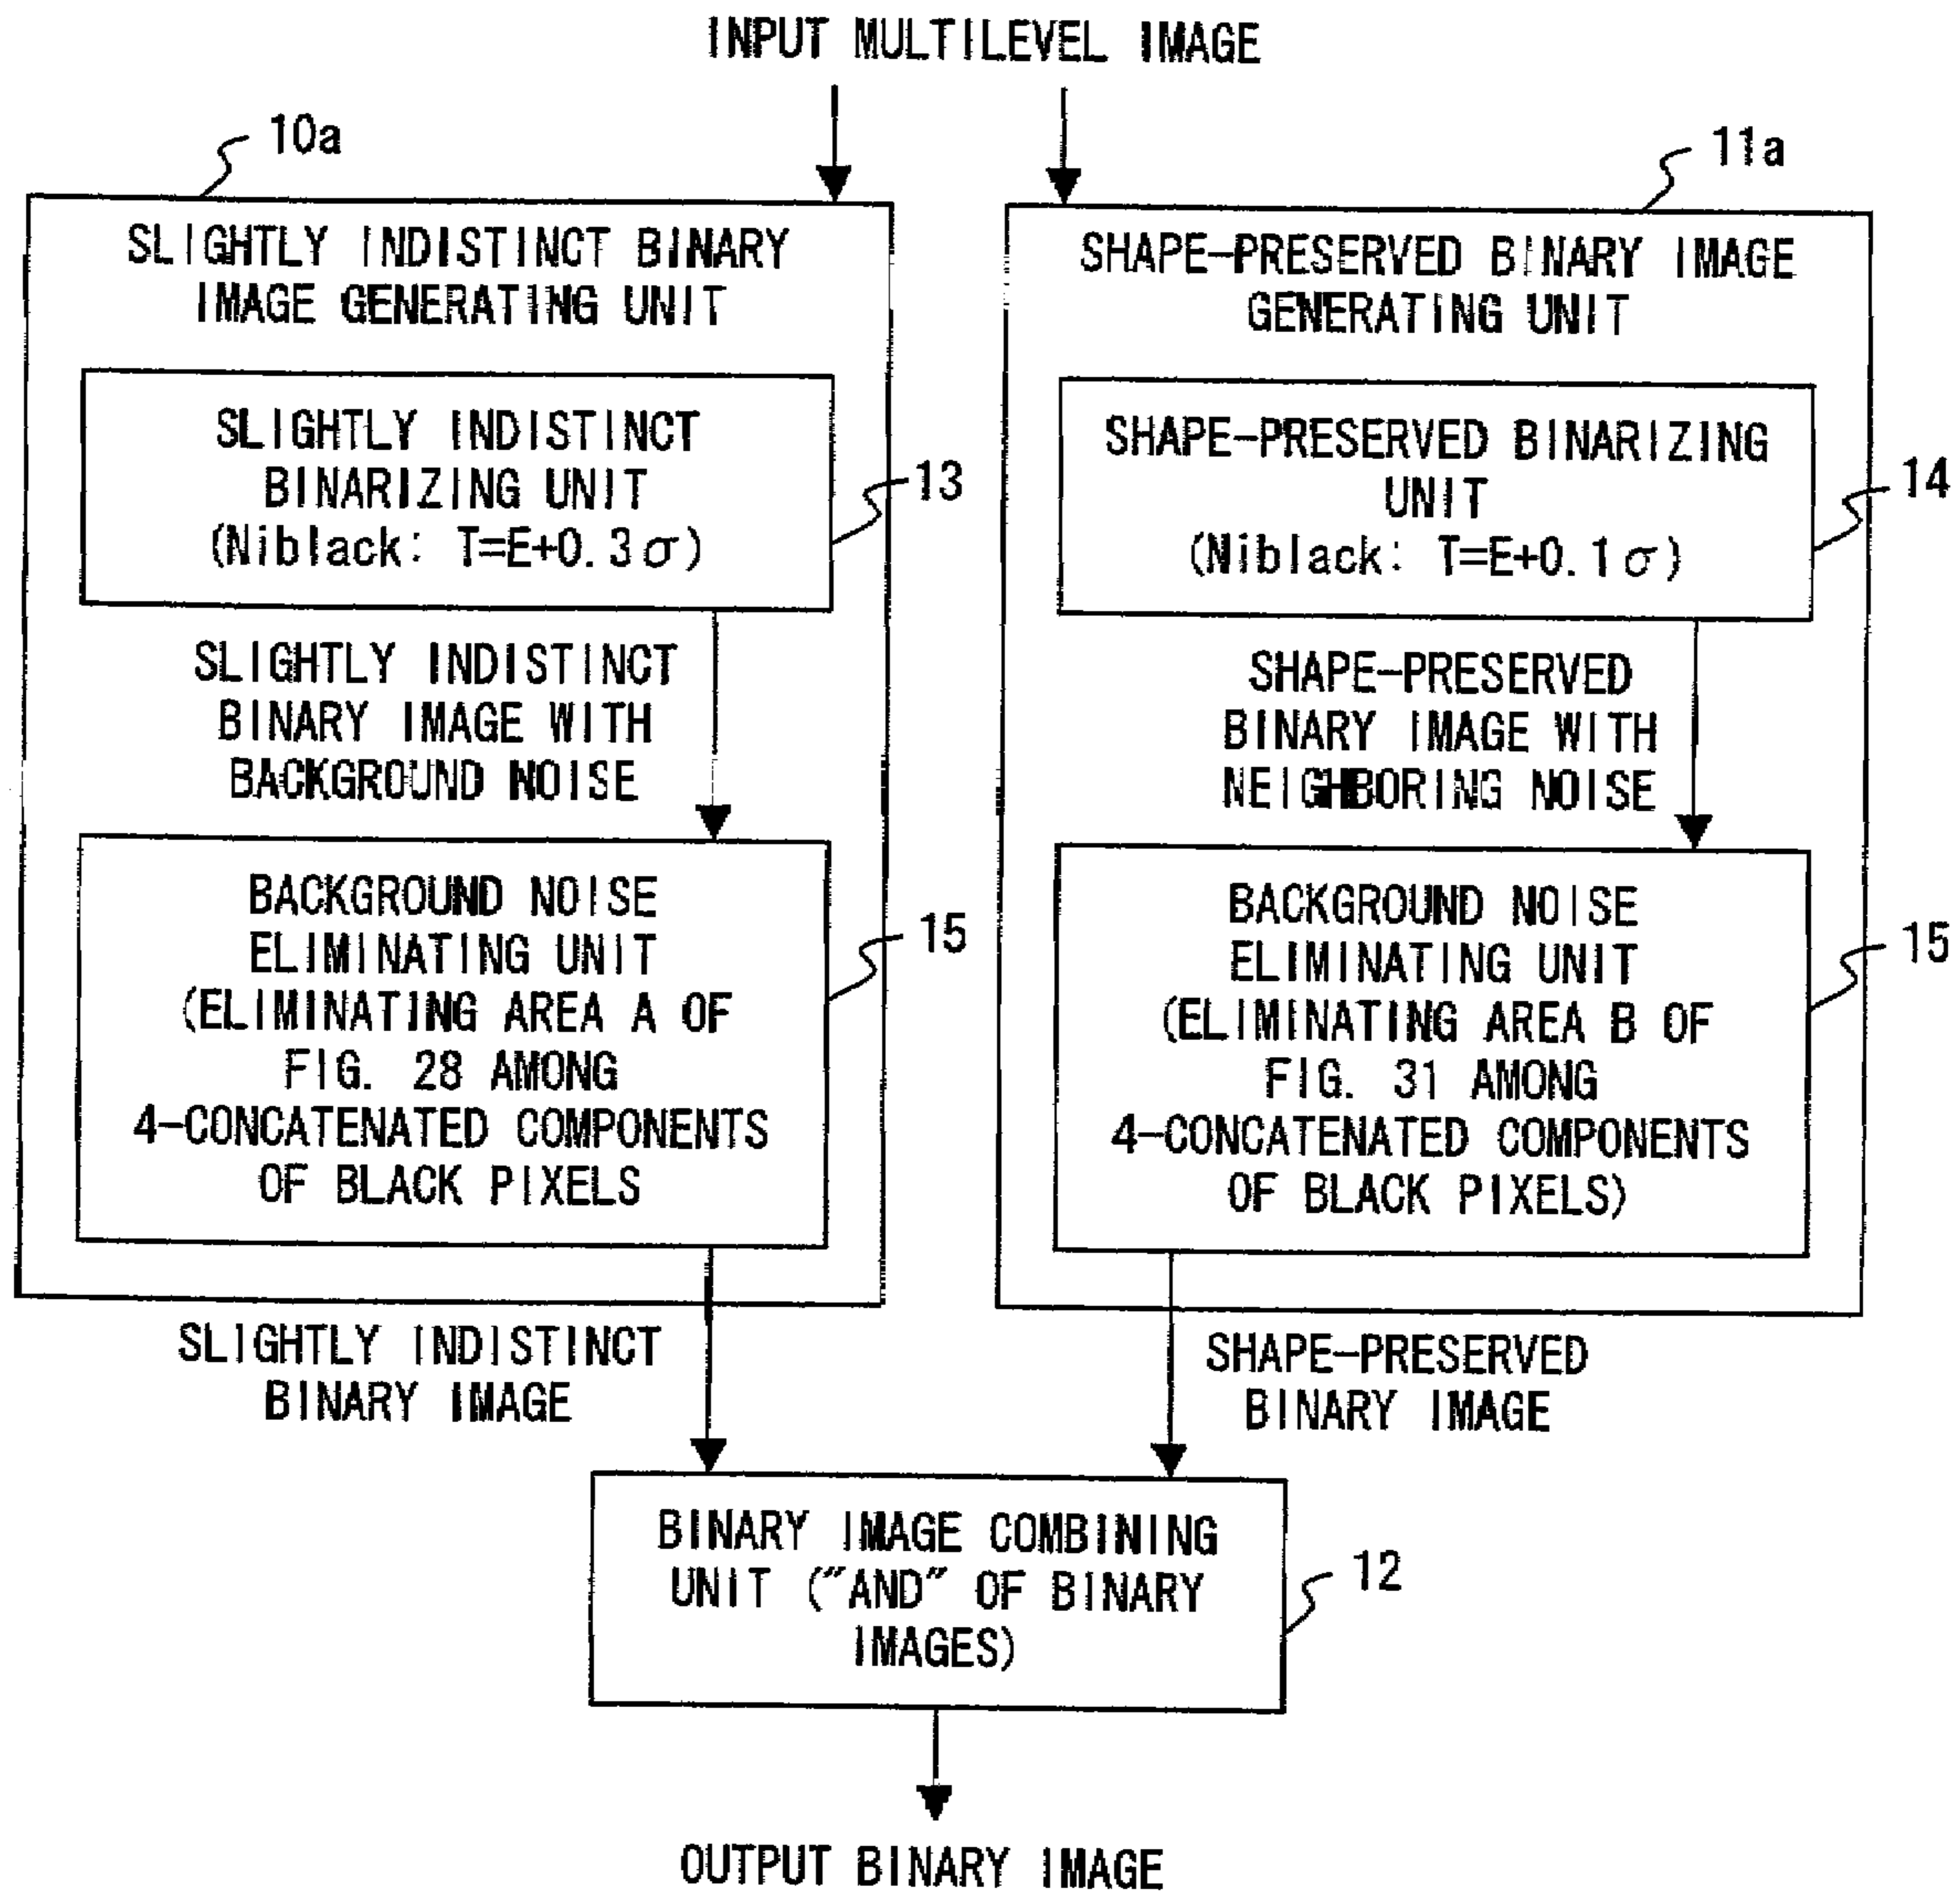 INPUT MULTILEVEL IMAGE
10a
11a
SLIGHTLY INDISTINCT BINARY
IMAGE GENERATING UNIT
SLIGHTLY INDISTINCT
BINARIZING UNIT
(Niblack: T=E+0.3σ)
13
SLIGHTLY INDISTINCT
BINARY IMAGE WITH
BACKGROUND NOISE
BACKGROUND NOISE
ELIMINATING UNIT
(ELIMINATING AREA A OF
FIG. 28 AMONG
4-CONCATENATED COMPONENTS
OF BLACK PIXELS
15
SLIGHTLY INDISTINCT
BINARY IMAGE
SHAPE-PRESERVED BINARY IMAGE
GENERATING UNIT
SHAPE-PRESERVED BINARIZING
UNIT
(Niblack: T=E+0.1σ)
14
SHAPE-PRESERVED
BINARY IMAGE WITH
NEIGHBORING NOISE
BACKGROUND NOISE
ELIMINATING UNIT
(ELIMINATING AREA B OF
FIG. 31 AMONG
4-CONCATENATED COMPONENTS
OF BLACK PIXELS)
15
SHAPE-PRESERVED
BINARY IMAGE
BINARY IMAGE COMBINING
UNIT ("AND" OF BINARY
IMAGES)
12
OUTPUT BINARY IMAGE